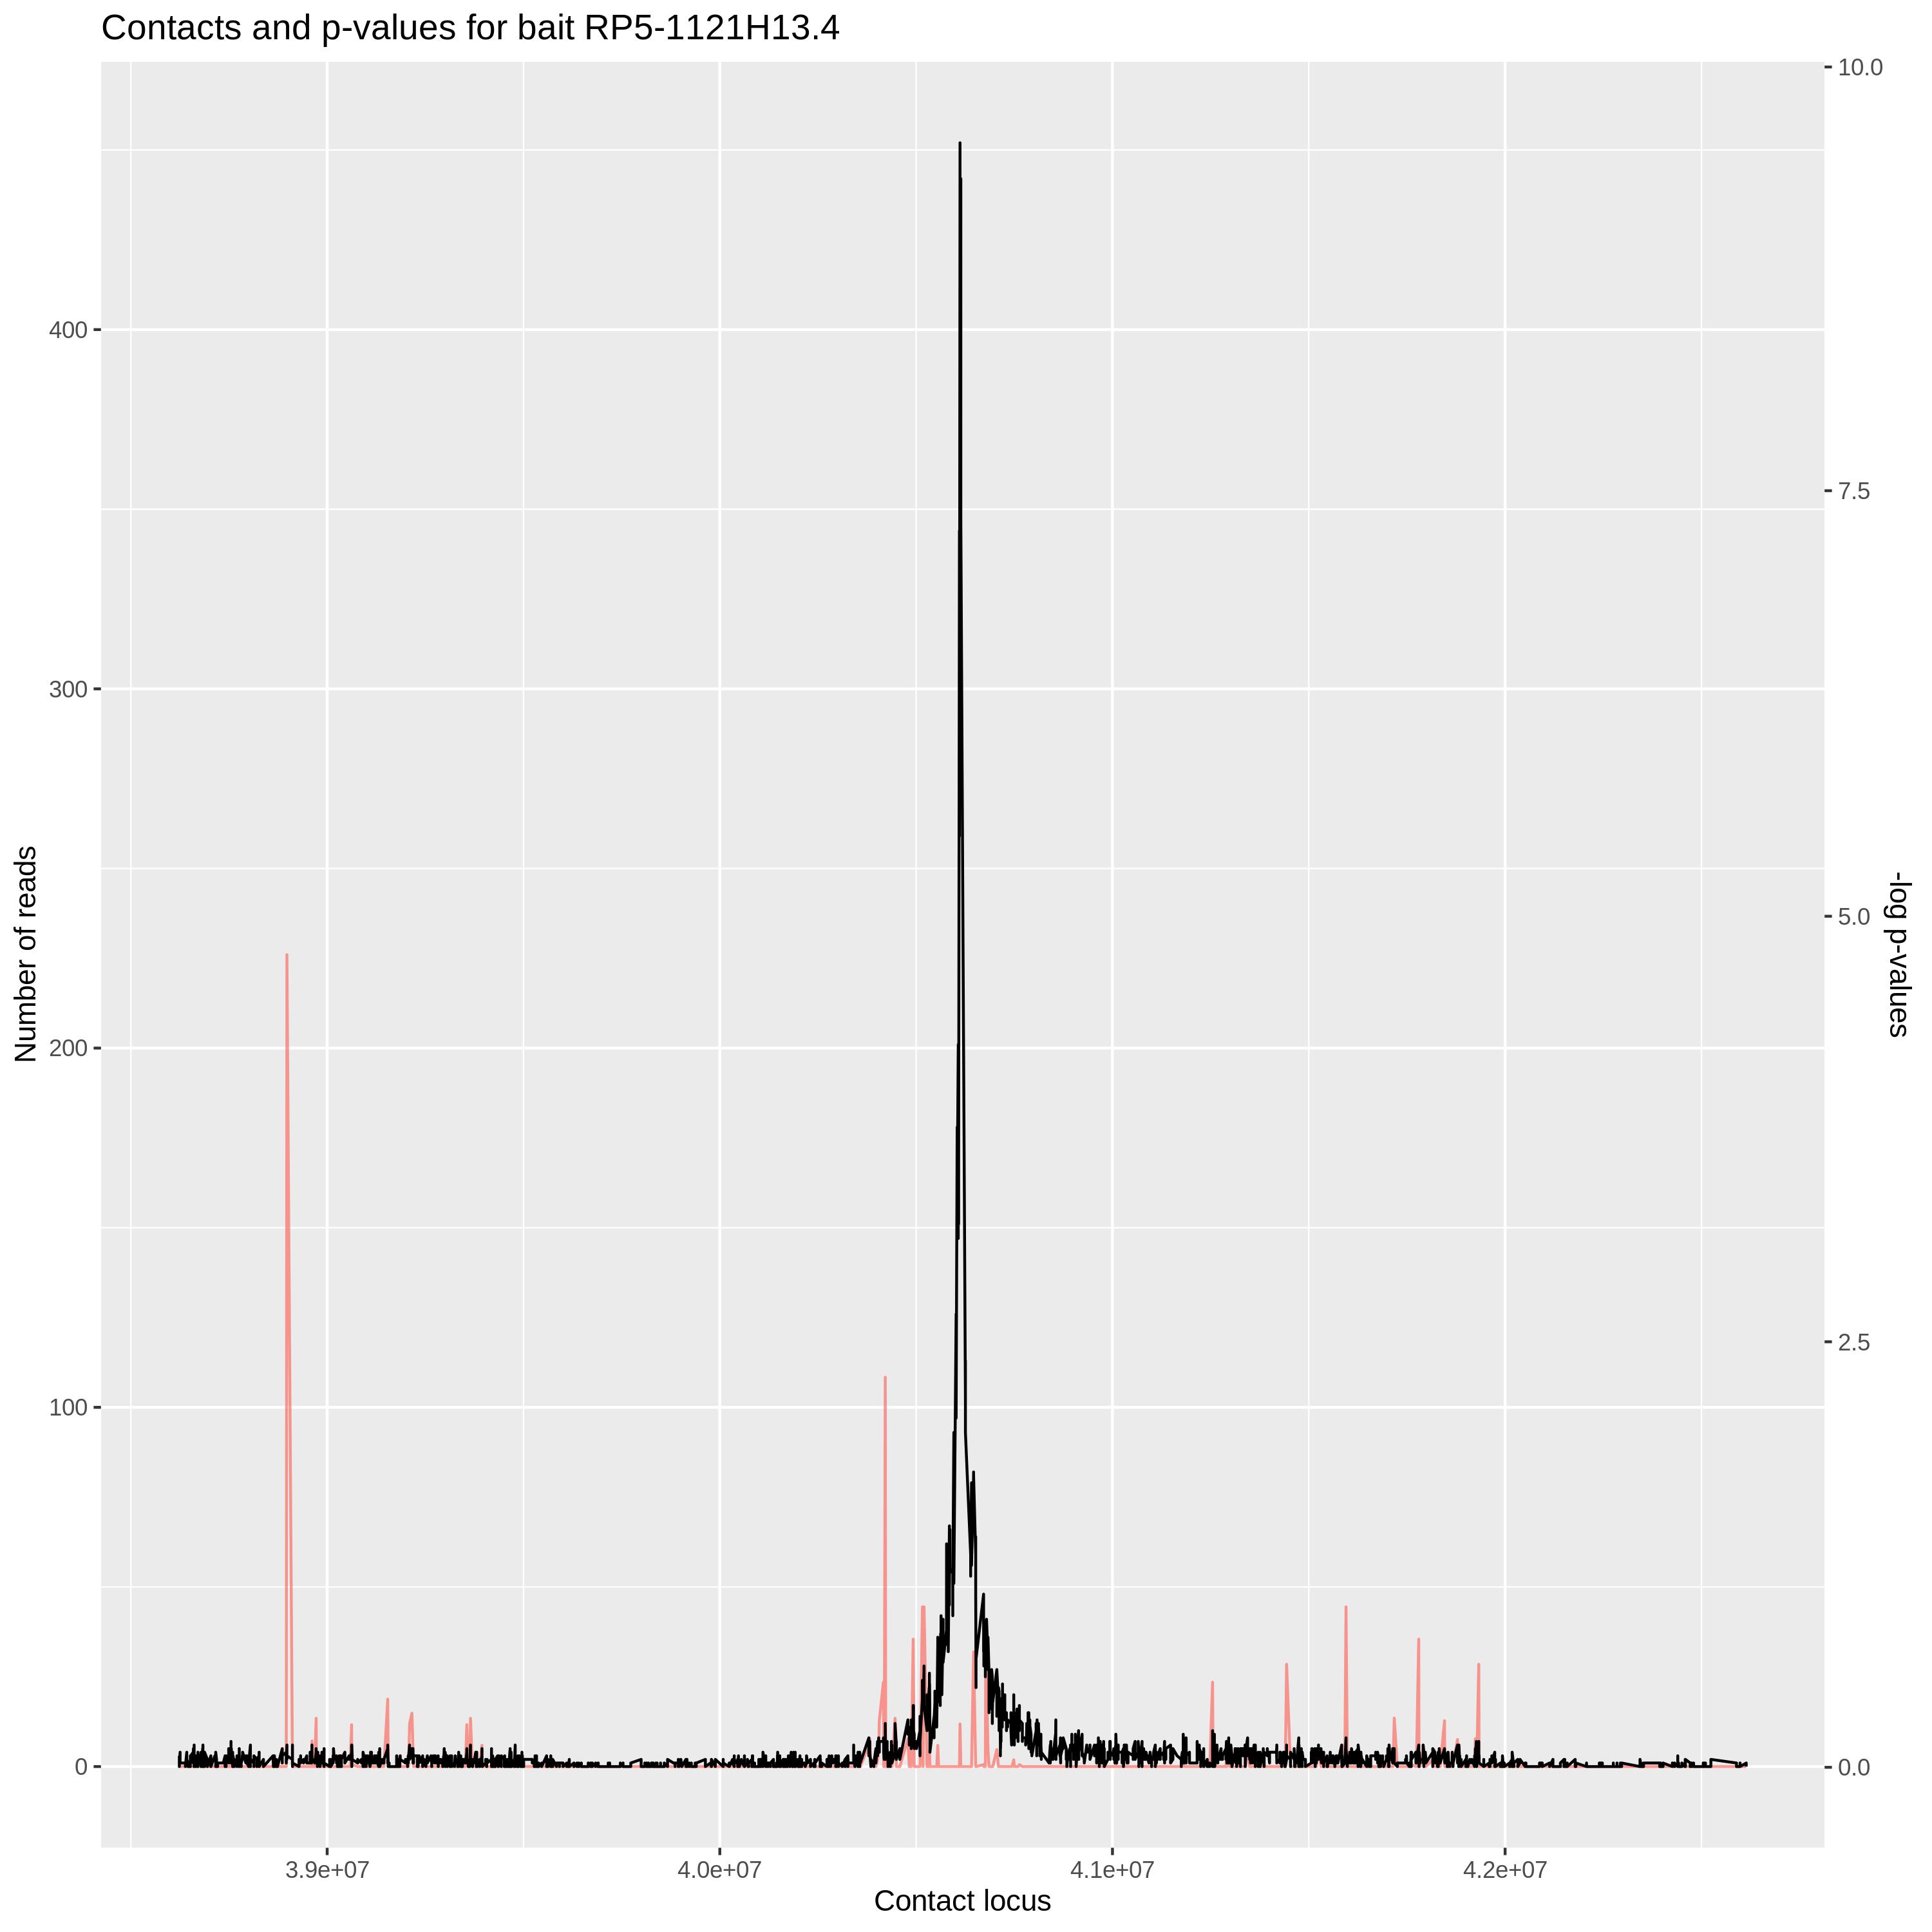 Contacts and p-values for bait RP5-1121H13.4
Number of reads
400
300
200
100
0
10.0
7.5
5.0
2.5
0.0
-log p-values
3.9e+07 4.0e+07 4.1e+07 4.2e+07
Contact locus